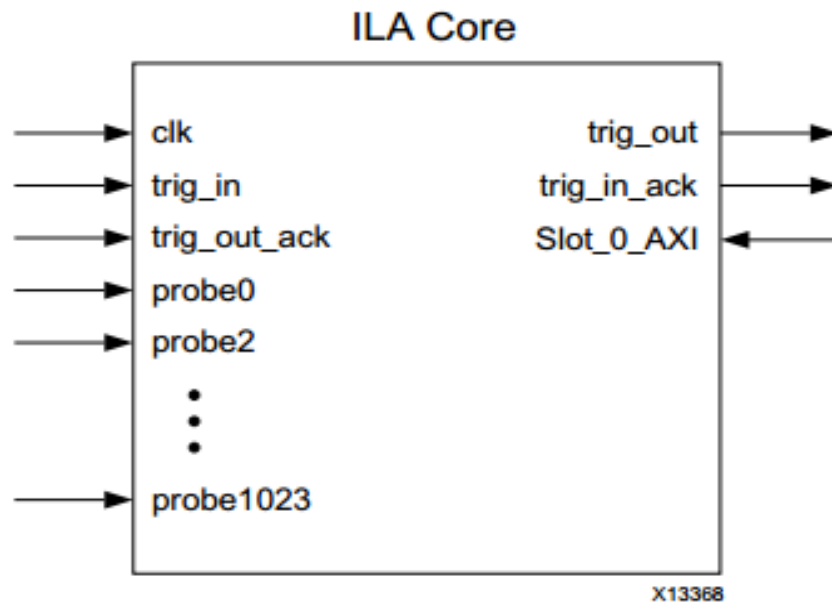 ILA Core
clk
trig_in
trig_out_ack
probe0
probe2
probe1023
trig_out
trig_in_ack
Slot_0_AXI
X13368